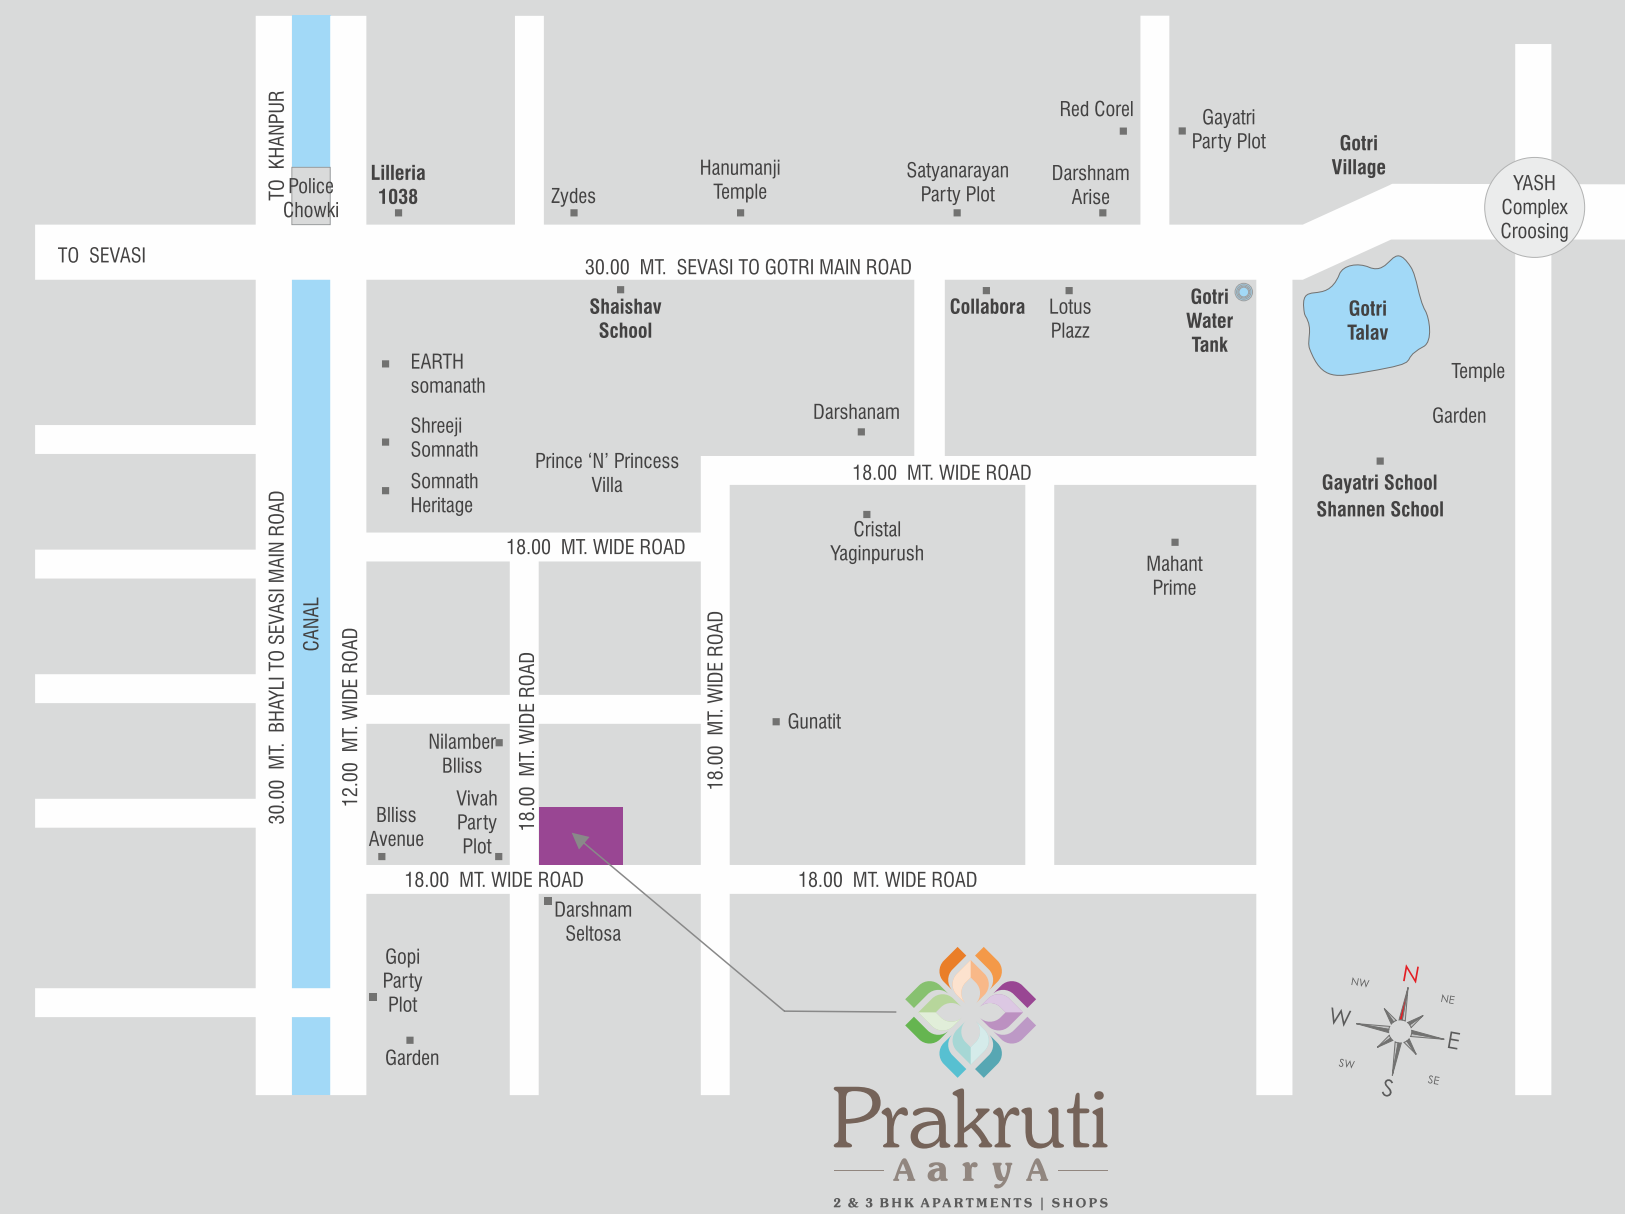 TO KHANPUR
Police
Chowki
Lilleria
1038
Zydes
Hanumanji
Temple
Satyanarayan
Party Plot
Red Corel
Darshnam
Arise
Gayatri
Party Plot
Gotri
Village
YASH
Complex
Croosing
TO SEVASI
30.00 MT. SEVASI TO GOTRI MAIN ROAD
Shaishav
School
Collabora
Lotus
Plazz
Gotri
Water
Tank
Gotri
Talav
Temple
Garden
Gayatri School
Shannen School
EARTH
somanath
Shreeji
Somnath
Somnath
Heritage
Prince ‘N’ Princess
Villa
Darshanam
18.00 MT. WIDE ROAD
18.00 MT. WIDE ROAD
Cristal
Yaginpurush
Mahant
Prime
30.00 MT. BHAYLI TO SEVASI MAIN ROAD
CANAL
12.00 MT. WIDE ROAD
18.00 MT. WIDE ROAD
18.00 MT. WIDE ROAD
Gunatit
Nilamber
Blliss
Vivah
Party
Plot
Blliss
Avenue
18.00 MT. WIDE ROAD
18.00 MT. WIDE ROAD
Darshnam
Seltosa
Gopi
Party
Plot
Garden
N
NE
E
SE
S
SW
W
NW
Prakruti
AaryA
2 & 3 BHK APARTMENTS | SHOPS